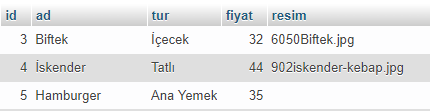 id ad tur fiyat resim
3 Biftek İçecek 32 6050Biftek.jpg
4 İskender Tatlı 44 902iskender-kebap.jpg
5 Hamburger Ana Yemek 35